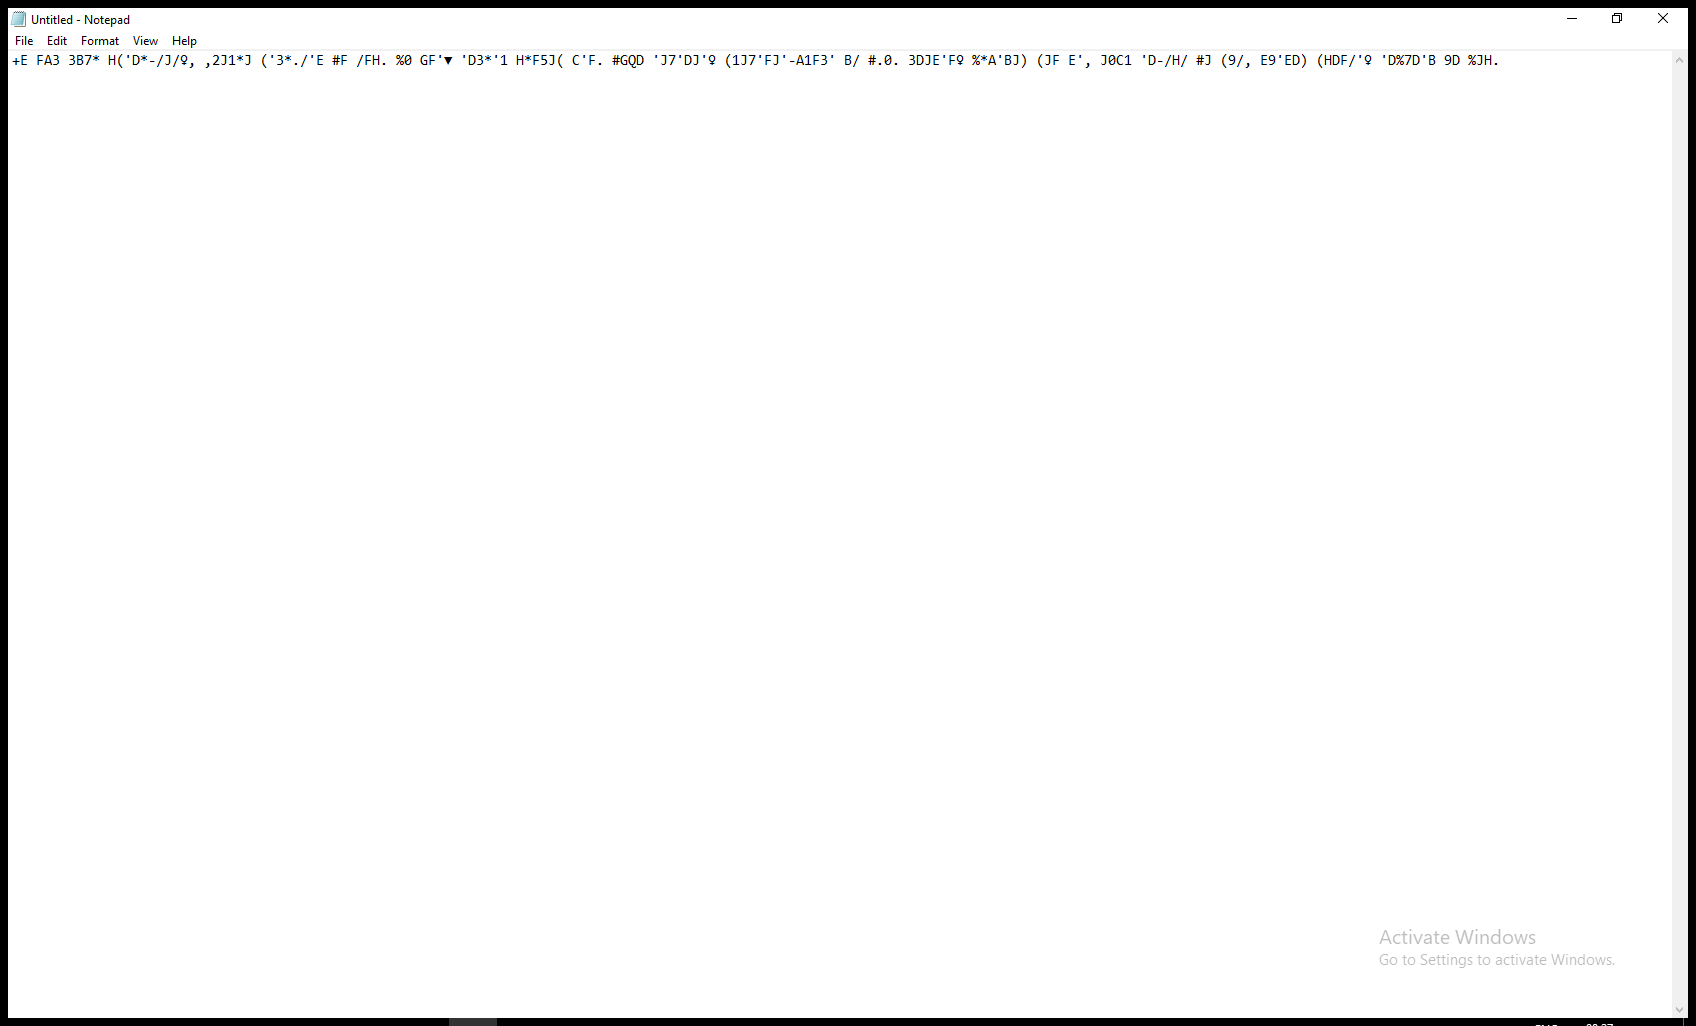 Untitled - Notepad
File Edit Format View Help
+E FA3 3B7* H('D*-/J/♀, ,2J1*J ('3*./'E #F /FH. %0 GF'▼ 'D3*'1 H*F5J( C'F. #GQD 'J7'DJ'♀ (1J7'FJ'-A1F3' B/ #.0. 3DJE'F♀ %*A'BJ) (JF E', J0C1 'D-/H/ #J (9/, E9'ED) (HDF/'♀ 'D%7D'B 9D %JH.
Activate Windows
Go to Settings to activate Windows.